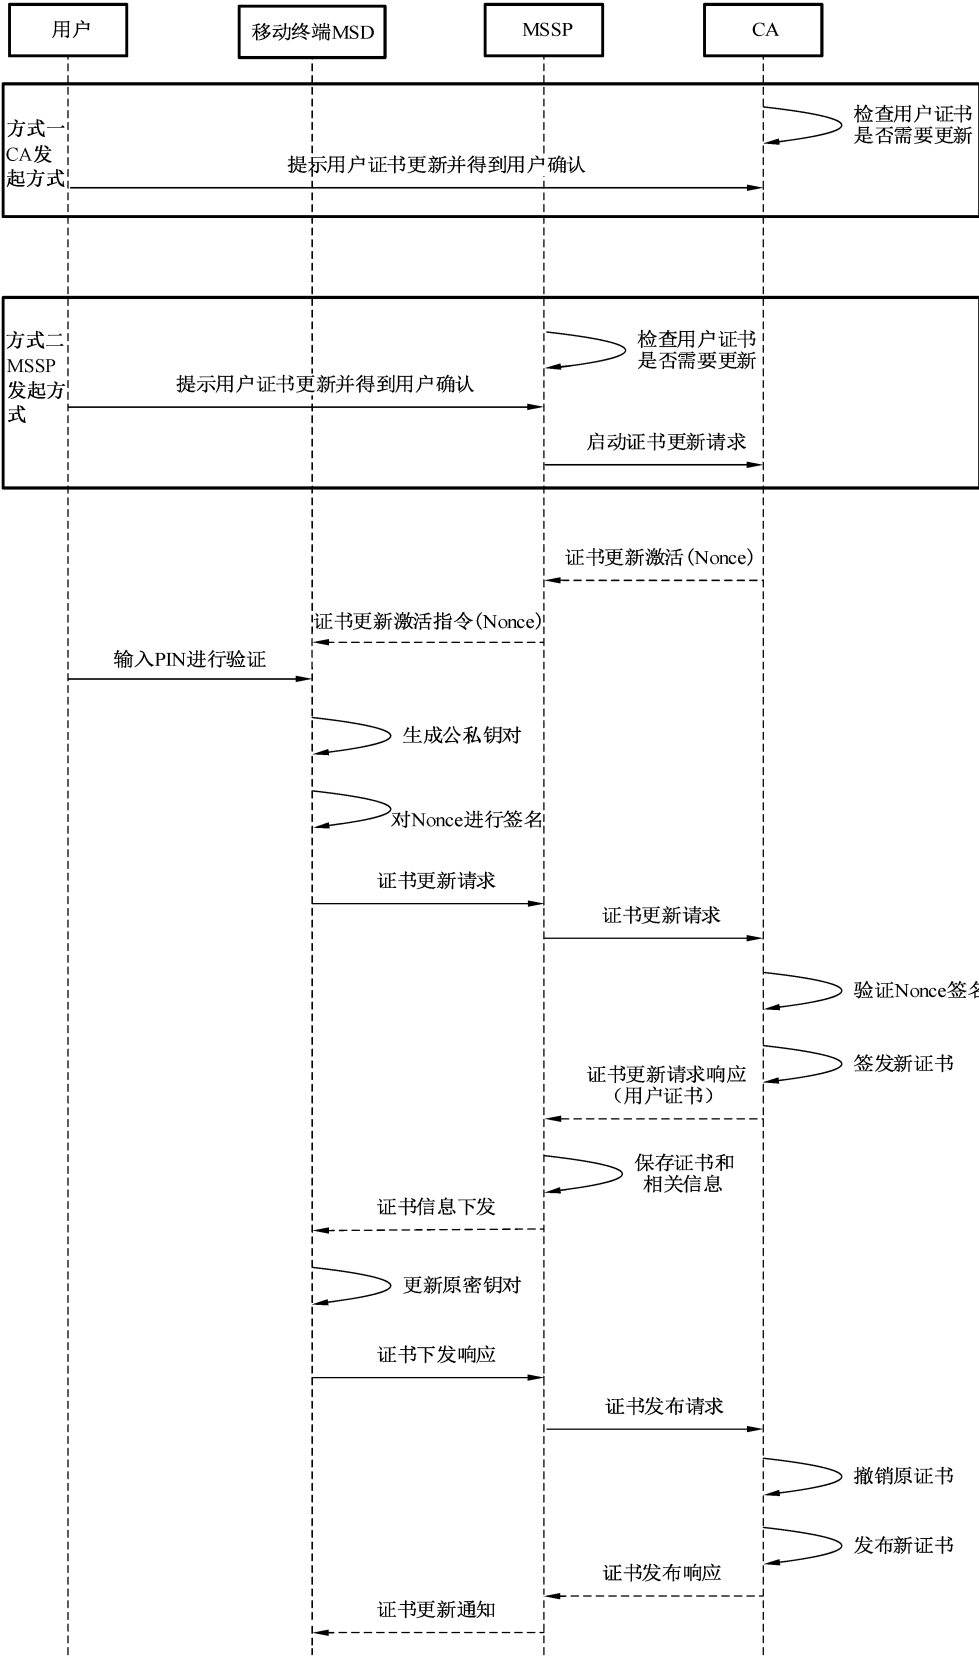 用户
移动终端MSD
MSSP
CA
方式一
CA发
起方式
检查用户证书
是否需要更新
提示用户证书更新并得到用户确认
方式二
MSSP
发起方
式
检查用户证书
是否需要更新
提示用户证书更新并得到用户确认
启动证书更新请求
证书更新激活(Nonce)
证书更新激活指令(Nonce)
输入PIN进行验证
生成公私钥对
对Nonce进行签名
证书更新请求
证书更新请求
验证Nonce签名
签发新证书
证书更新请求响应
（用户证书）
保存证书和
相关信息
证书信息下发
更新原密钥对
证书下发响应
证书发布请求
撤销原证书
发布新证书
证书发布响应
证书更新通知